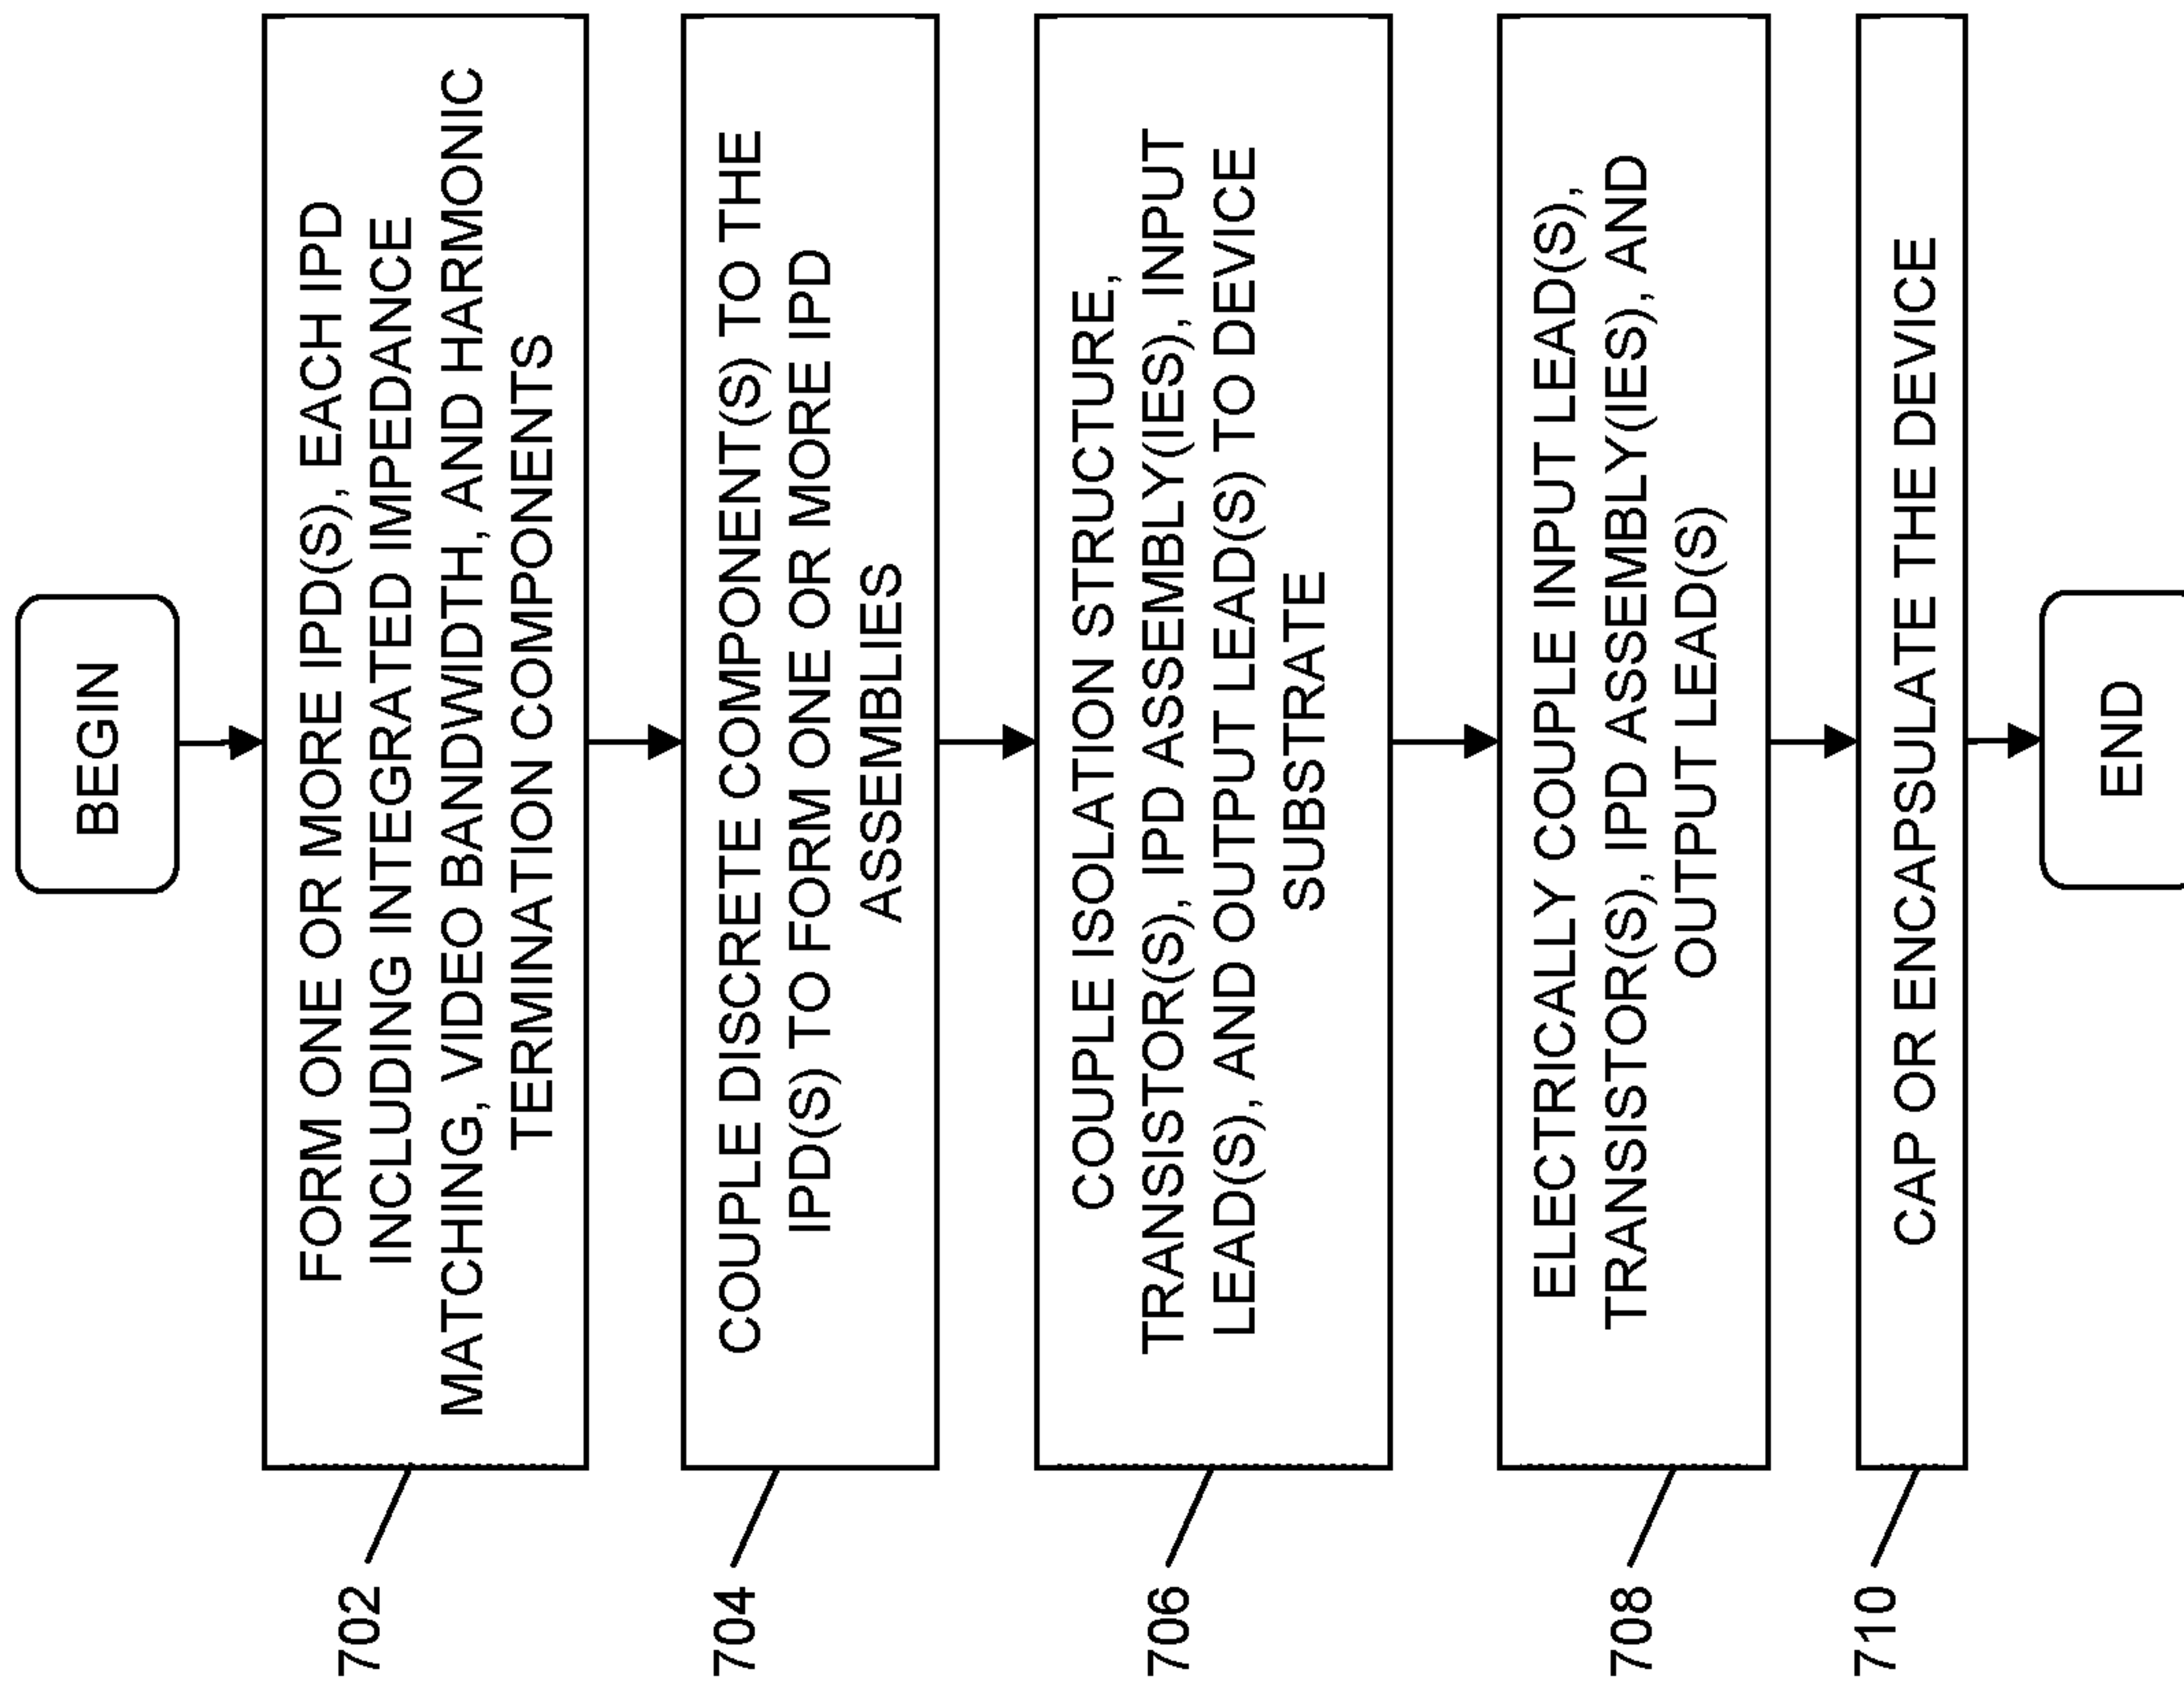 BEGIN
702
FORM ONE OR MORE IPD(S), EACH IPD
INCLUDING INTEGRATED IMPEDANCE
MATCHING, VIDEO BANDWIDTH, AND HARMONIC
TERMINATION COMPONENTS
704
COUPLE DISCRETE COMPONENT(S) TO THE
IPD(S) TO FORM ONE OR MORE IPD
ASSEMBLIES
706
COUPLE ISOLATION STRUCTURE,
TRANSISTOR(S), IPD ASSEMBLY(IES), INPUT
LEAD(S), AND OUTPUT LEAD(S) TO DEVICE
SUBSTRATE
708
ELECTRICALLY COUPLE INPUT LEAD(S),
TRANSISTOR(S), IPD ASSEMBLY(IES), AND
OUTPUT LEAD(S)
710
CAP OR ENCAPSULATE THE DEVICE
END